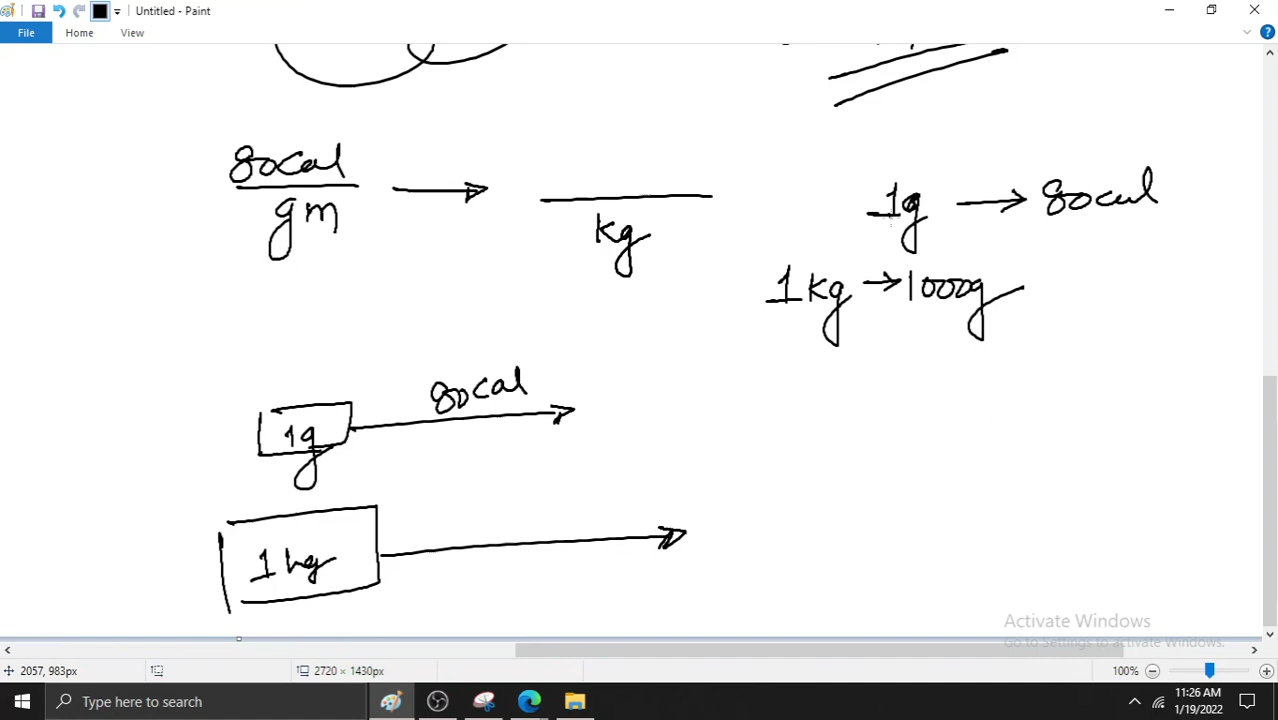 Untitled - Paint
File Home View
80cal
gm
kg
1g → 80cal
1kg → 1000g
1g
80cal
1kg
Activate Windows
Go to Settings to activate Windows.
2057, 983px
2720 × 1430px
100%
Type here to search
11:26 AM
1/19/2022